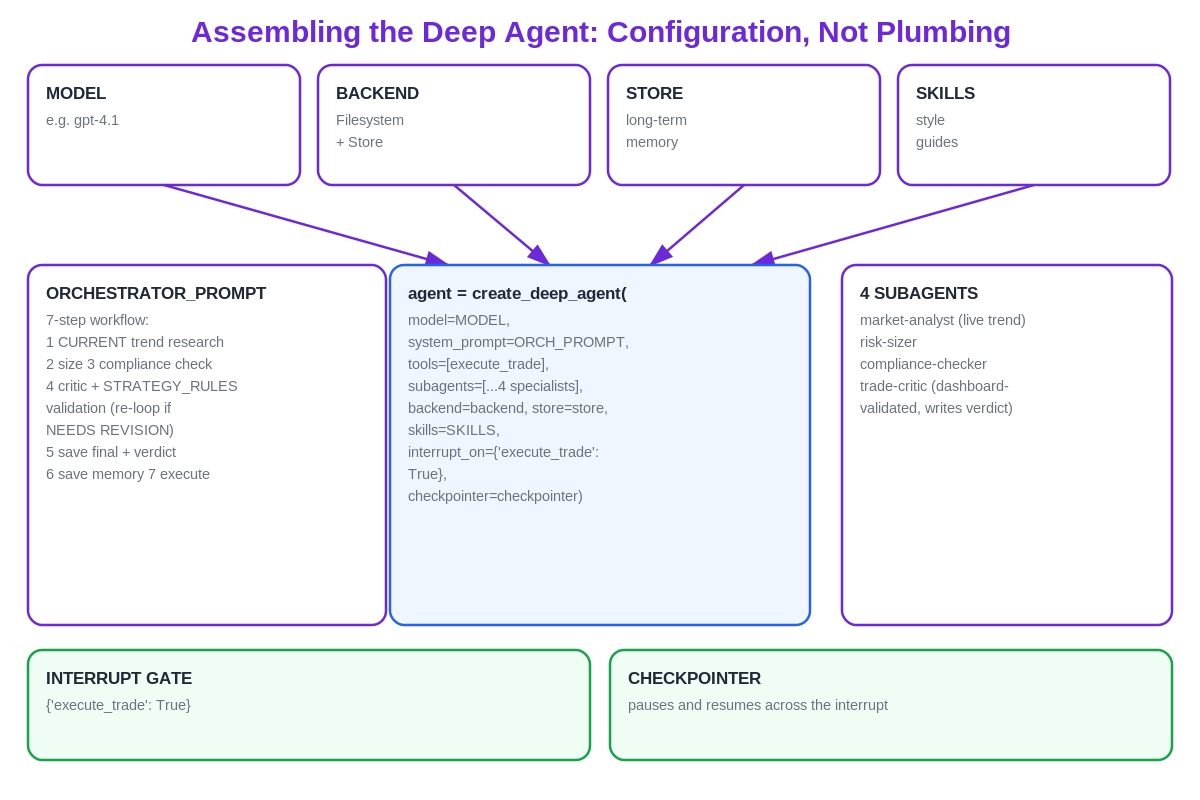 Assembling the Deep Agent: Configuration, Not Plumbing
MODEL
e.g. gpt-4.1
BACKEND
Filesystem
+ Store
STORE
long-term
memory
SKILLS
style
guides
ORCHESTRATOR_PROMPT
7-step workflow:
1 CURRENT trend research
2 size 3 compliance check
4 critic + STRATEGY_RULES
validation (re-loop if
NEEDS REVISION)
5 save final + verdict
6 save memory 7 execute
agent = create_deep_agent(
model=MODEL,
system_prompt=ORCH_PROMPT,
tools=[execute_trade],
subagents=[...4 specialists],
backend=backend, store=store,
skills=SKILLS,
interrupt_on={'execute_trade':
True},
checkpointer=checkpointer)
4 SUBAGENTS
market-analyst (live trend)
risk-sizer
compliance-checker
trade-critic (dashboard-
validated, writes verdict)
INTERRUPT GATE
{'execute_trade': True}
CHECKPOINTER
pauses and resumes across the interrupt